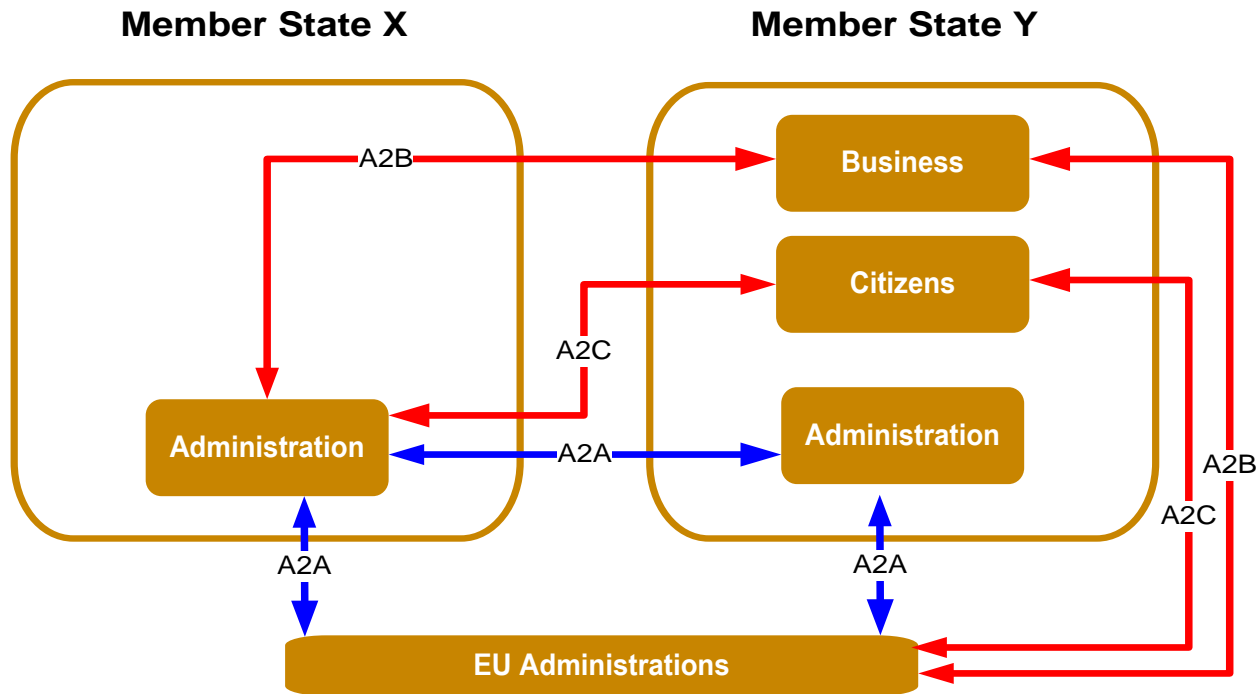 Member State X
Member State Y
A2B
Business
Citizens
A2C
Administration
Administration
A2A
A2B
A2C
A2A
A2A
EU Administrations